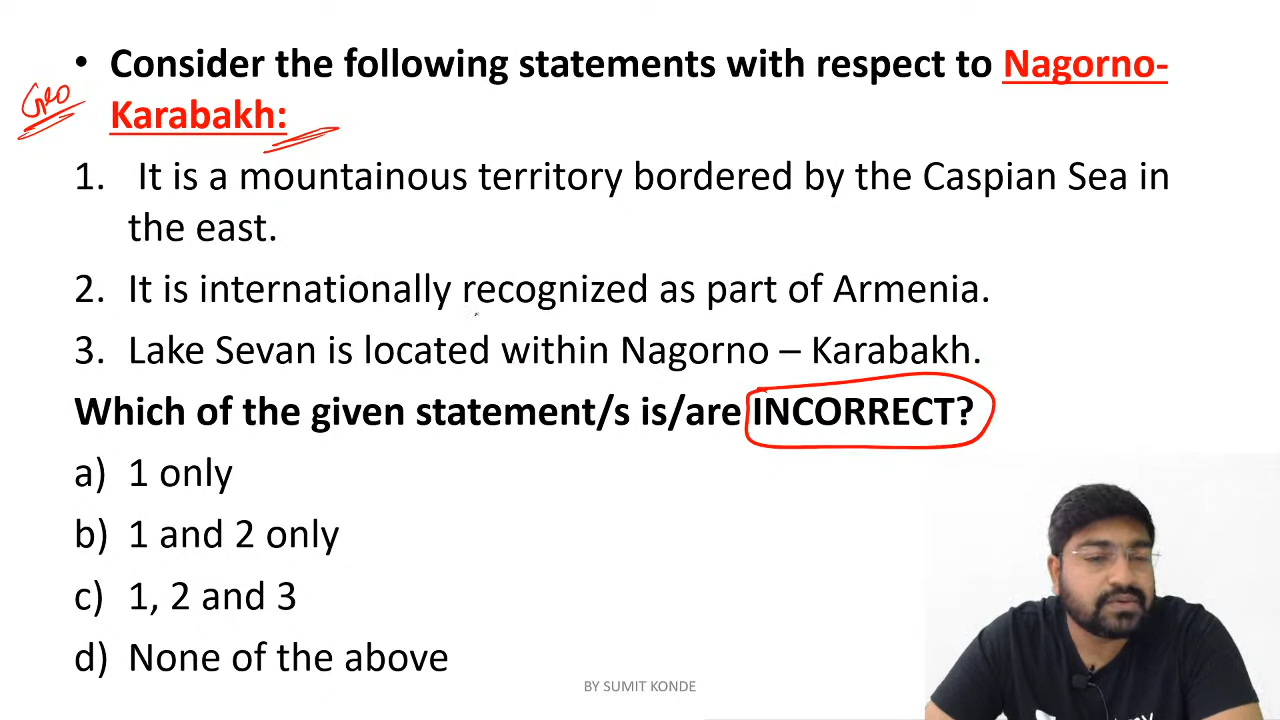 • Consider the following statements with respect to Nagorno-
Geo
Karabakh:
1. It is a mountainous territory bordered by the Caspian Sea in
the east.
2. It is internationally recognized as part of Armenia.
3. Lake Sevan is located within Nagorno – Karabakh.
Which of the given statement/s is/are INCORRECT?
a) 1 only
b) 1 and 2 only
c) 1, 2 and 3
d) None of the above
BY SUMIT KONDE